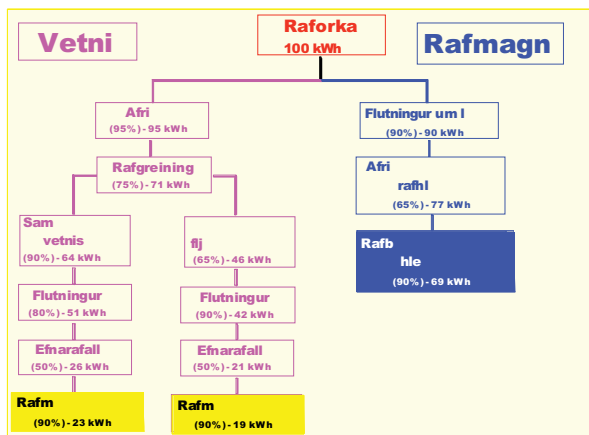 Vetni
Raforka
100 kWh
Rafmagn
Afri
(95%) - 95 kWh
Flutningur um l
(90%) - 90 kWh
Rafgreining
(75%) - 71 kWh
Afri
rafhl
(65%) - 77 kWh
Sam
vetnis
(90%) - 64 kWh
flj
(65%) - 46 kWh
Rafb
hle
(90%) - 69 kWh
Flutningur
(80%) - 51 kWh
Flutningur
(90%) - 42 kWh
Efnarafall
(50%) - 26 kWh
Efnarafall
(50%) - 21 kWh
Rafm
(90%) - 23 kWh
Rafm
(90%) - 19 kWh